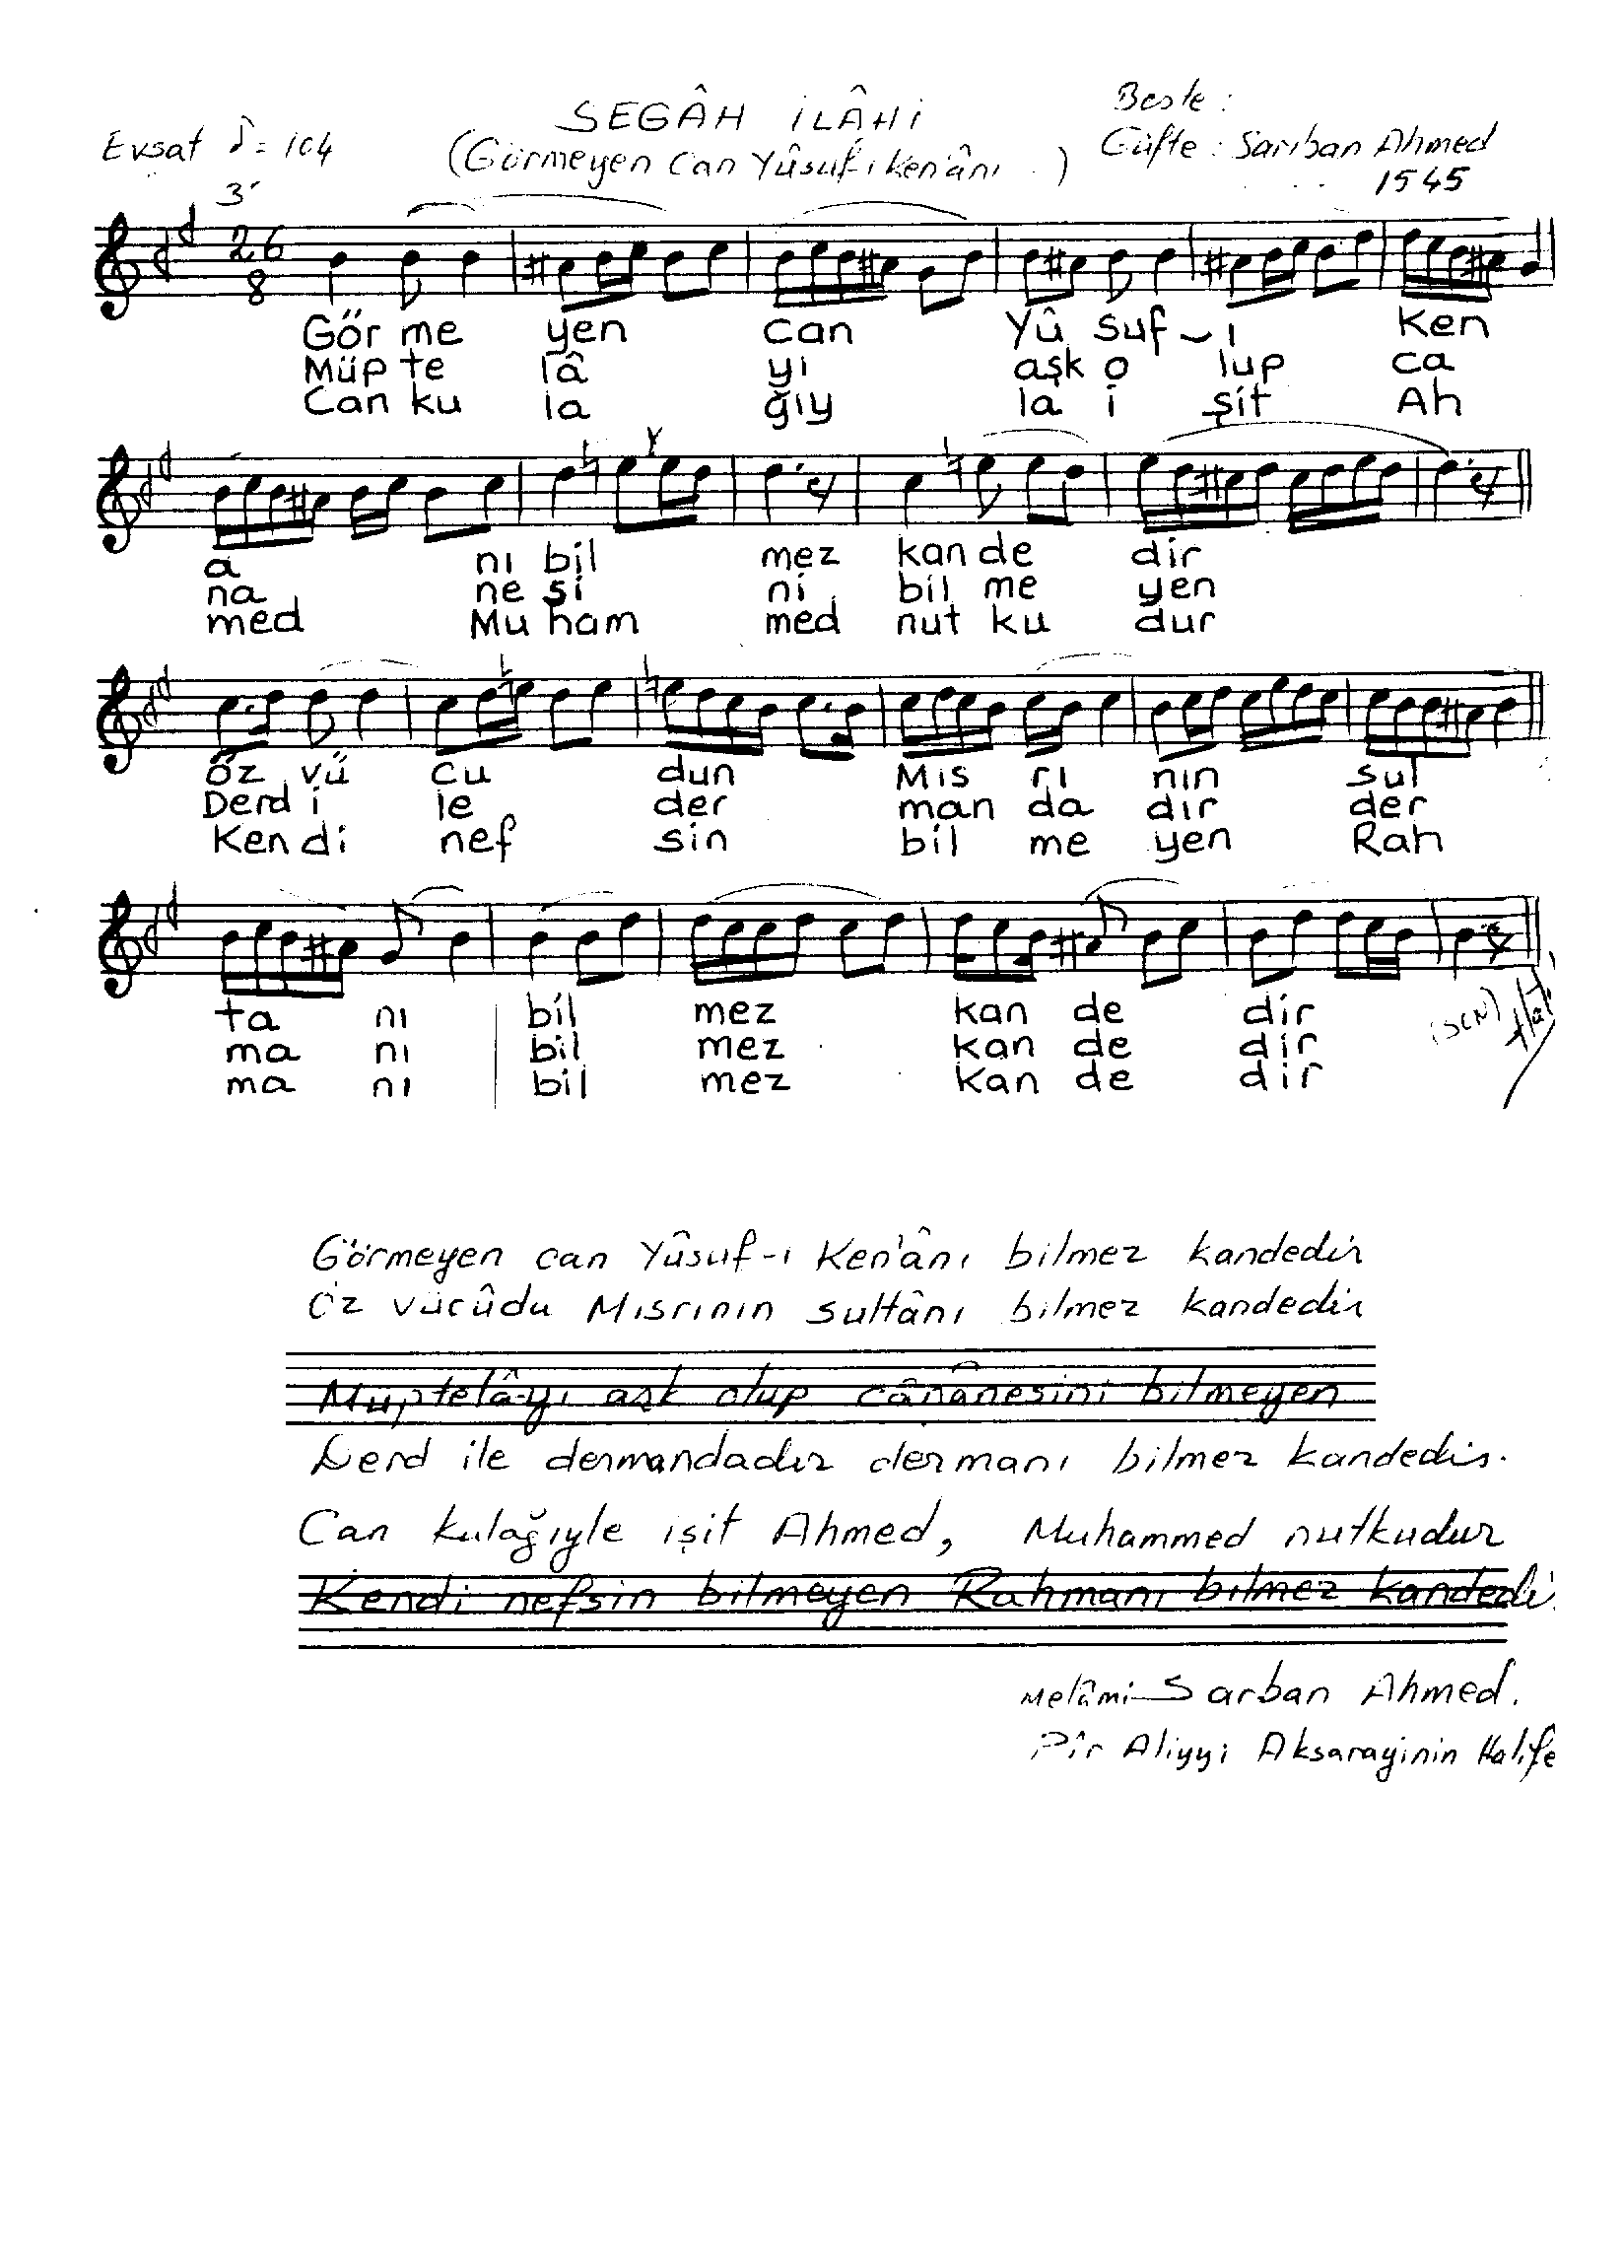 SEGÂH İLÂHİ
Beste :
Evsat = 104
(Görmeyen Can Yûsuf-ı Ken'ânı . )
Güfte : Sarıban Ahmed
3'
1545
26
8
Gör me yen can Yû suf - ı Ken
Müp te lâ yı aşk o lup ca
Can ku la ğıy la i şit Ah
a nı bil mez kan de dir
na ne si ni bil me yen
med Mu ham med nut ku dur
Öz vü cu dun Mıs rı nın sul
Derd i le der man da dır der
Ken di nef sin bil me yen Rah
ta nı bil mez kan de dir
ma nı bil mez kan de dir
ma nı bil mez kan de dir
(SCN)
Görmeyen can Yûsuf-ı Ken'ânı bilmez kandedir
Öz vücûdu Mısrının sultânı bilmez kandedir
Müptelâ-yı aşk olup cânânesini bilmeyen
Derd ile dermandadır dermanı bilmez kandedir.
Can kulağıyle işit Ahmed, Muhammed nutkudur
Kendi nefsin bilmeyen Rahmanı bilmez kandedi
Melâmi-Sarban Ahmed.
Pîr Aliyyi Aksarayinin Halife